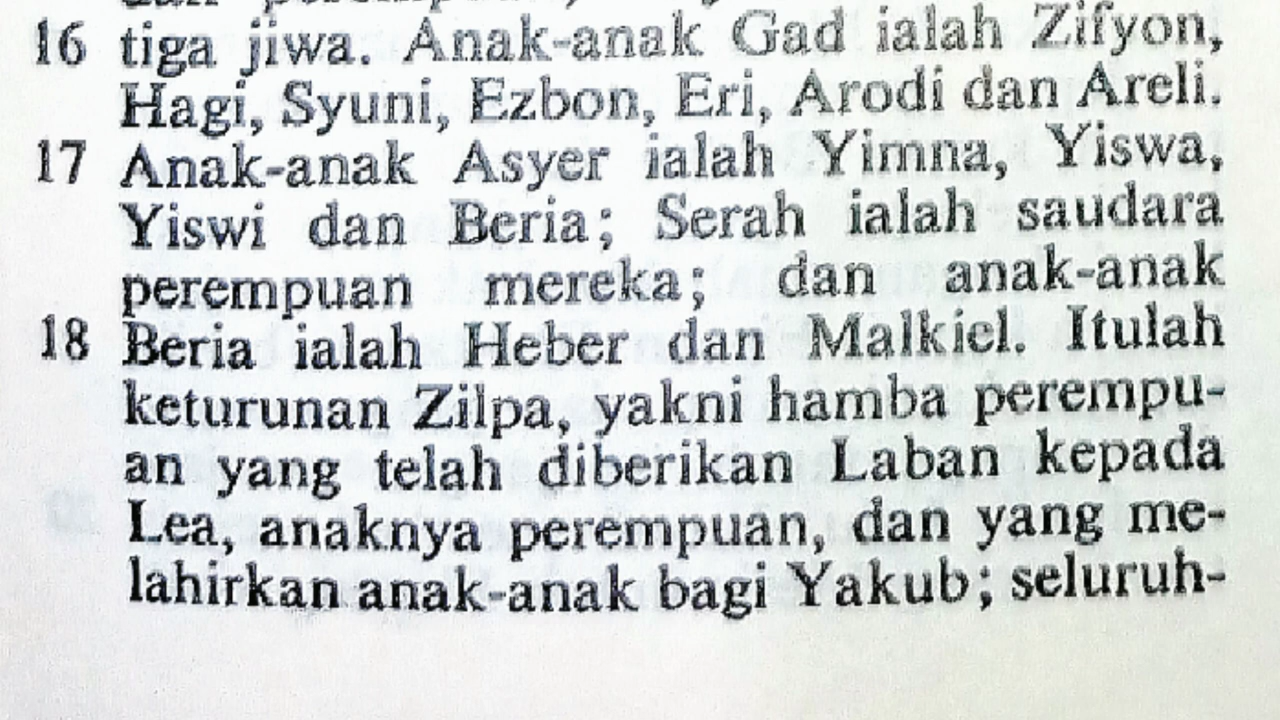 16 tiga jiwa. Anak-anak Gad ialah Zifyon,
Hagi, Syuni, Ezbon, Eri, Arodi dan Areli.
17 Anak-anak Asyer ialah Yimna, Yiswa,
Yiswi dan Beria; Serah ialah saudara
perempuan mereka; dan anak-anak
18 Beria ialah Heber dan Malkiel. Itulah
keturunan Zilpa, yakni hamba perempu-
an yang telah diberikan Laban kepada
Lea, anaknya perempuan, dan yang me-
lahirkan anak-anak bagi Yakub; seluruh-